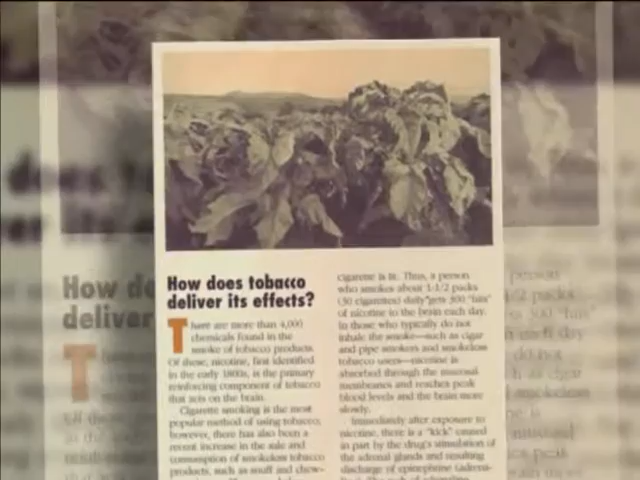 How does tobacco
deliver its effects?
There are more than 4,000
chemicals found in the
smoke of tobacco products.
Of these, nicotine, first identified
in the early 1800s, is the primary
reinforcing component of tobacco
that acts on the brain.
Cigarette smoking is the most
popular method of using tobacco;
however, there has also been a
recent increase in the sale and
consumption of smokeless tobacco
products, such as snuff and chew-
cigarette is lit. Thus, a person
who smokes about 1-1/2 packs
(30 cigarettes) daily gets 300 "hits"
of nicotine to the brain each day.
In those who typically do not
inhale the smoke—such as cigar
and pipe smokers and smokeless
tobacco users—nicotine is
absorbed through the mucosal
membranes and reaches peak
blood levels and the brain more
slowly.
Immediately after exposure to
nicotine, there is a "kick" caused
in part by the drug's stimulation of
the adrenal glands and resulting
discharge of epinephrine (adrena-